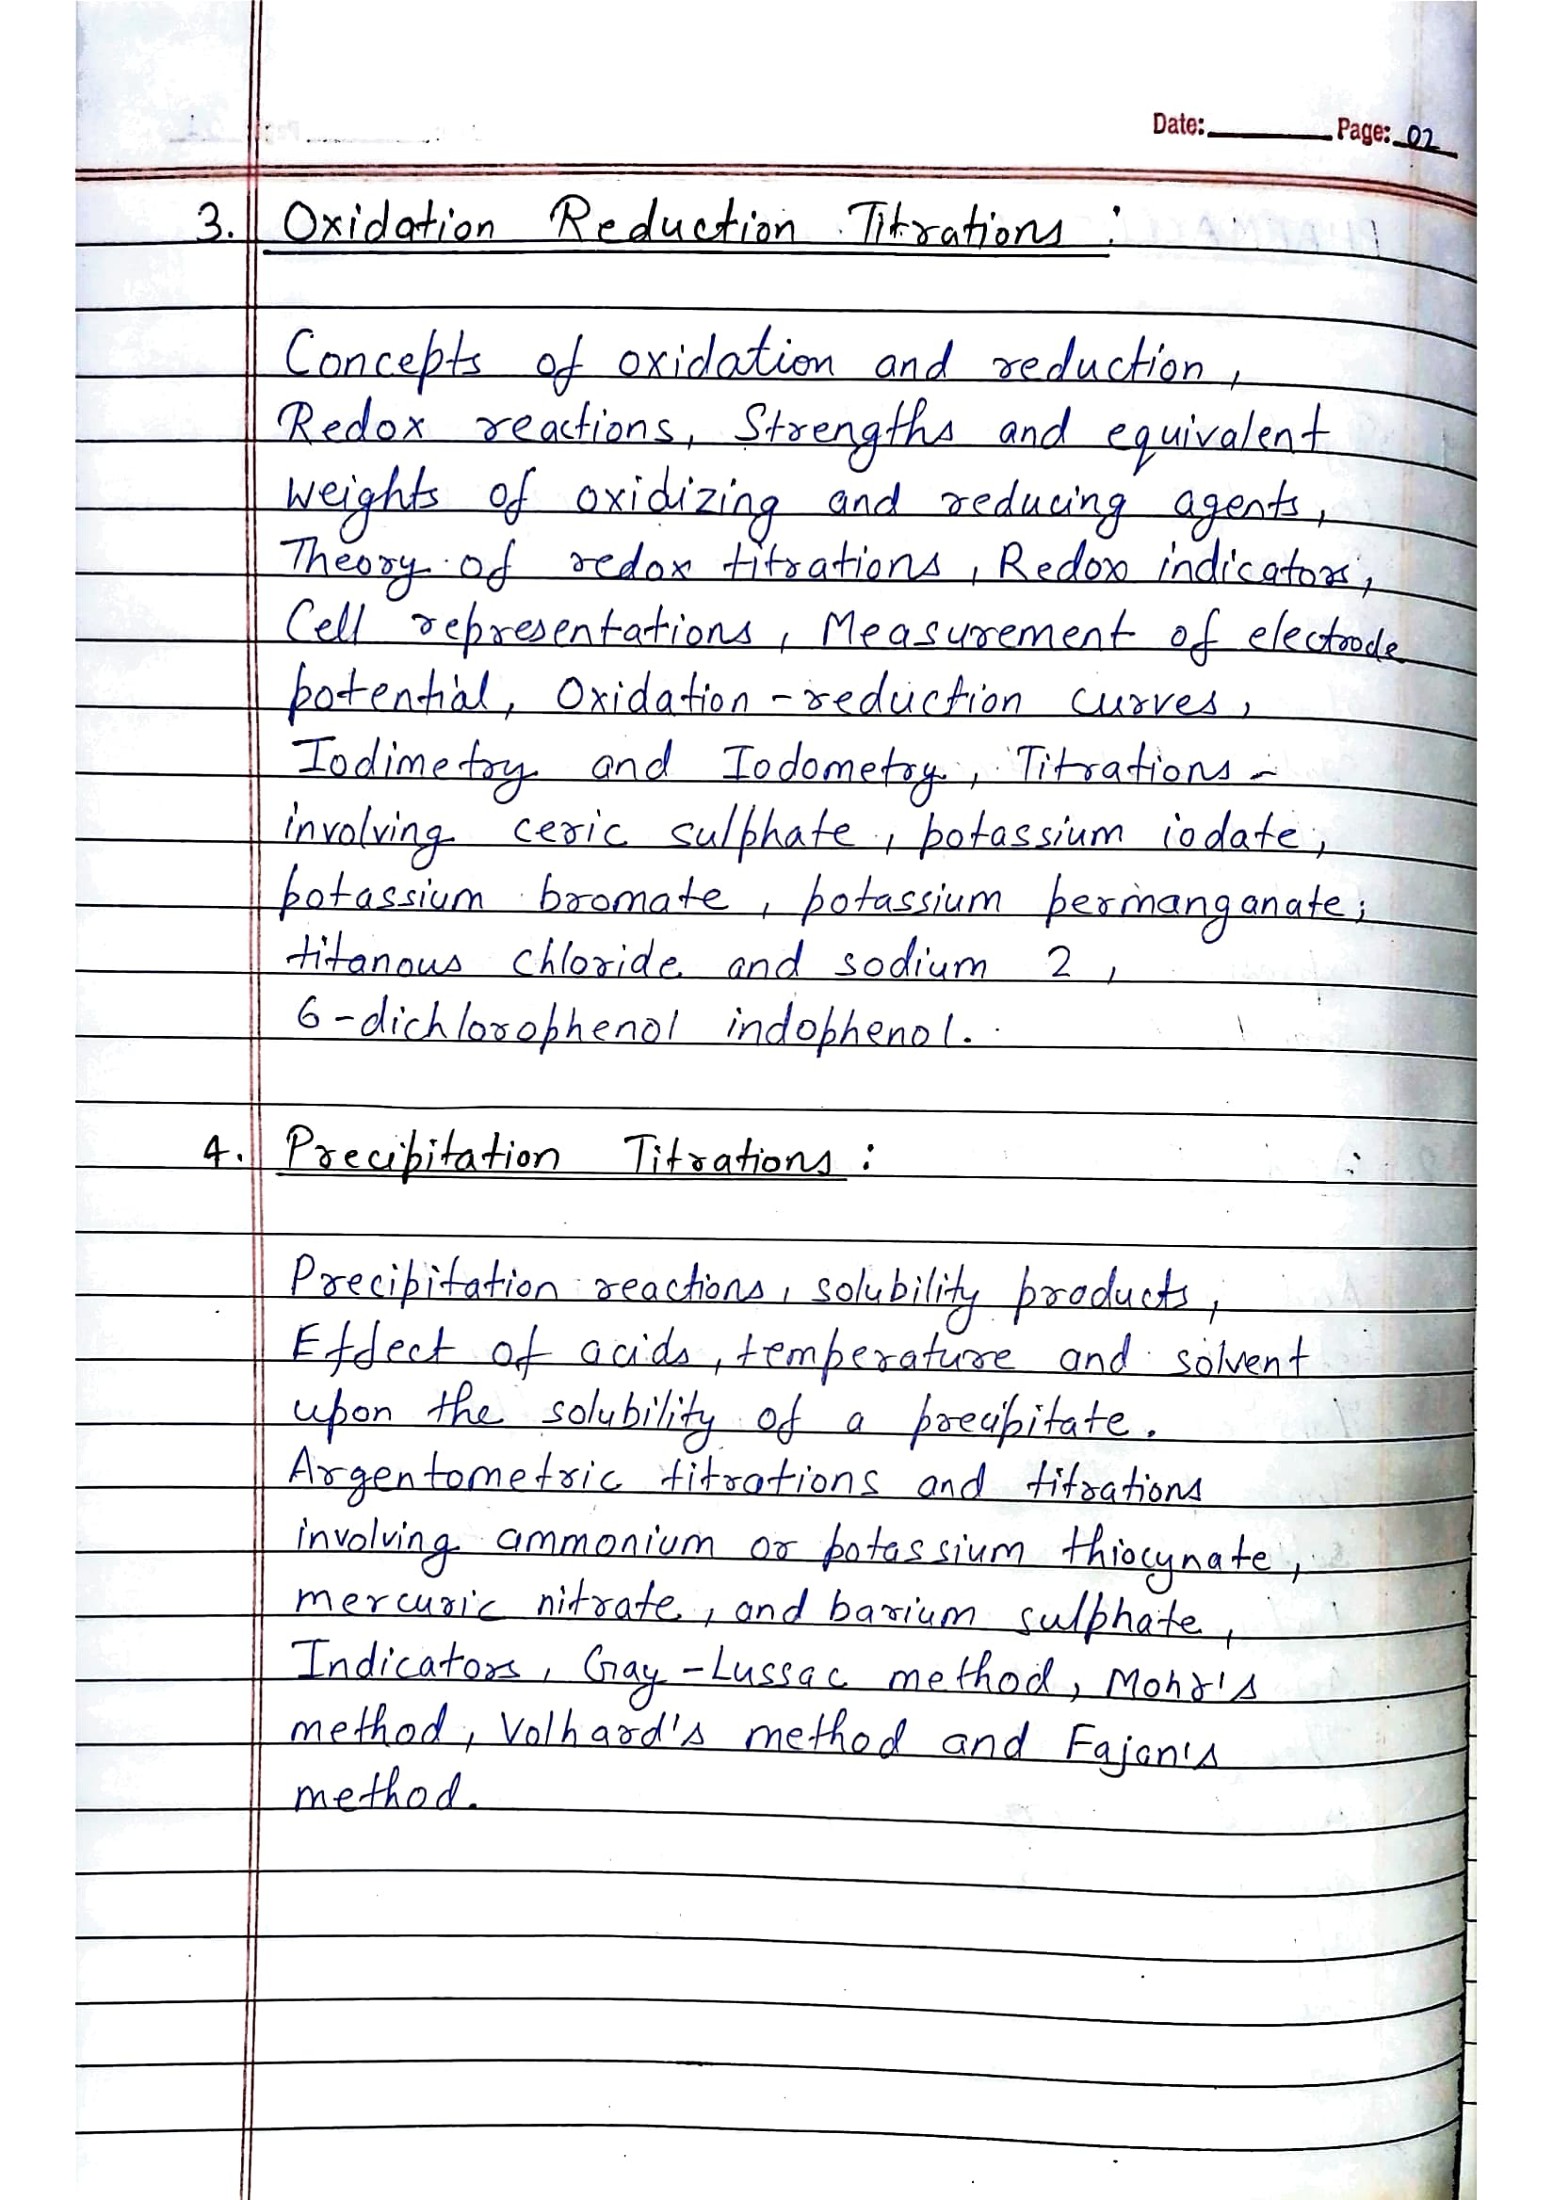 Date: Page: 02
3. Oxidation Reduction Titrations :
Concepts of oxidation and reduction,
Redox reactions, Strengths and equivalent
weights of oxidizing and reducing agents,
Theory of redox titrations, Redox indicators,
Cell representations, Measurement of electrode
potential, Oxidation - reduction curves,
Iodimetry and Iodometry, Titrations -
involving ceric sulphate, potassium iodate,
potassium bromate, potassium permanganate;
titanous chloride and sodium 2,
6-dichlorophenol indophenol.
4. Precipitation Titrations :
Precipitation reactions, solubility products,
Effect of acids, temperature and solvent
upon the solubility of a precipitate.
Argentometric titrations and titrations
involving ammonium or potassium thiocynate,
mercuric nitrate, and barium sulphate,
Indicators, Gay-Lussac method, Mohr's
method, Volhard's method and Fajan's
method.